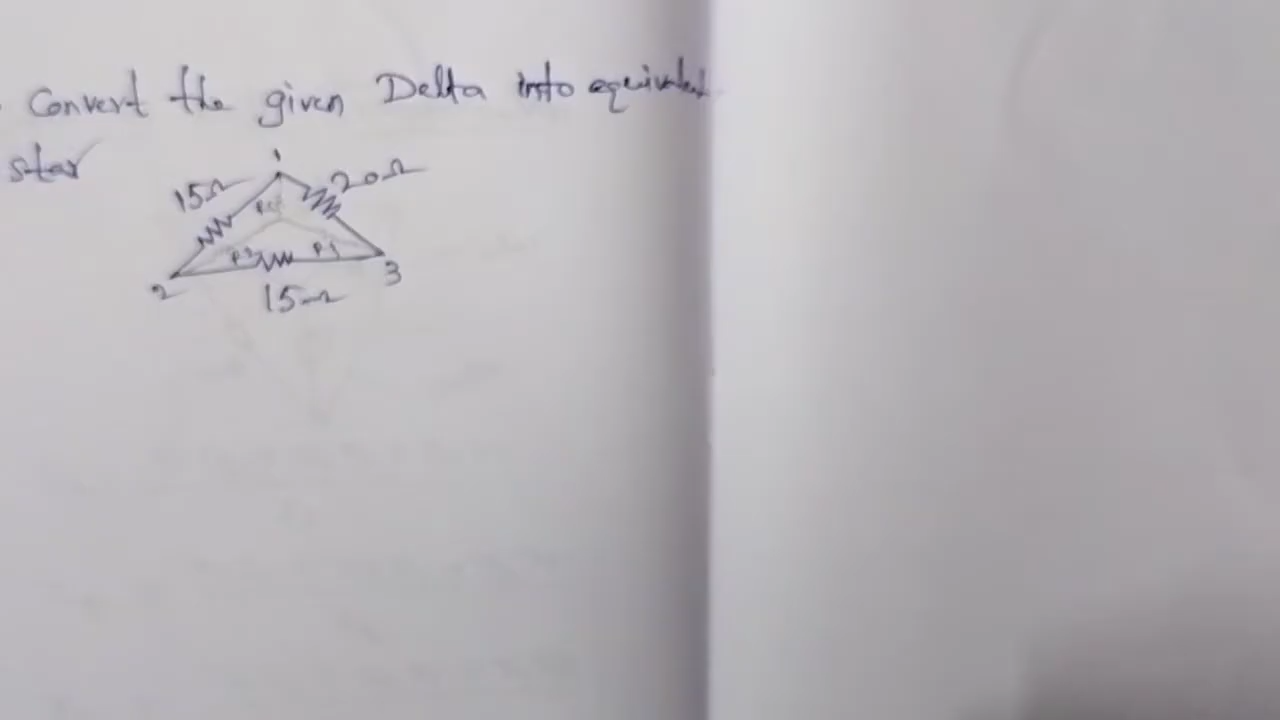 Convert the given Delta into equivalent
star
1
15Ω
20Ω
2
3
15Ω